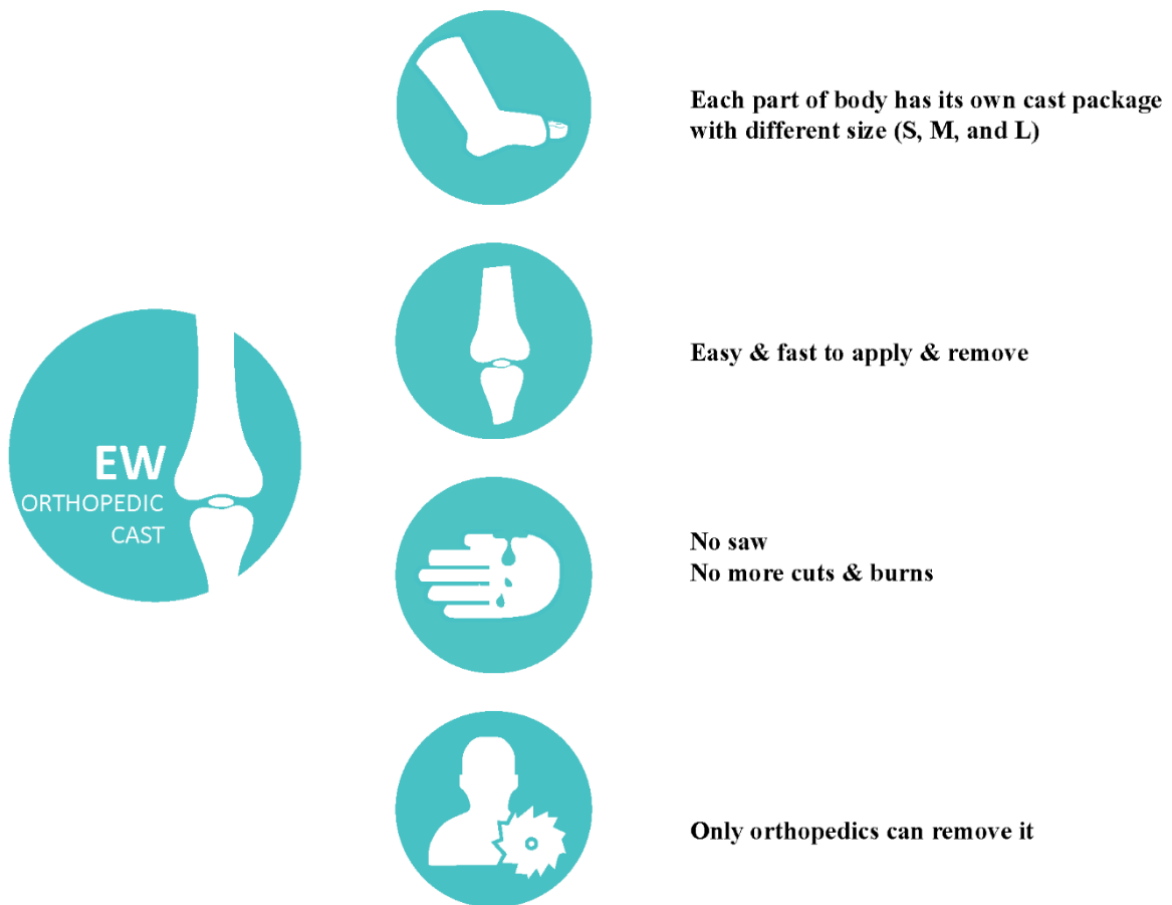 Each part of body has its own cast package
with different size (S, M, and L)
Easy & fast to apply & remove
EW
ORTHOPEDIC
CAST
No saw
No more cuts & burns
Only orthopedics can remove it